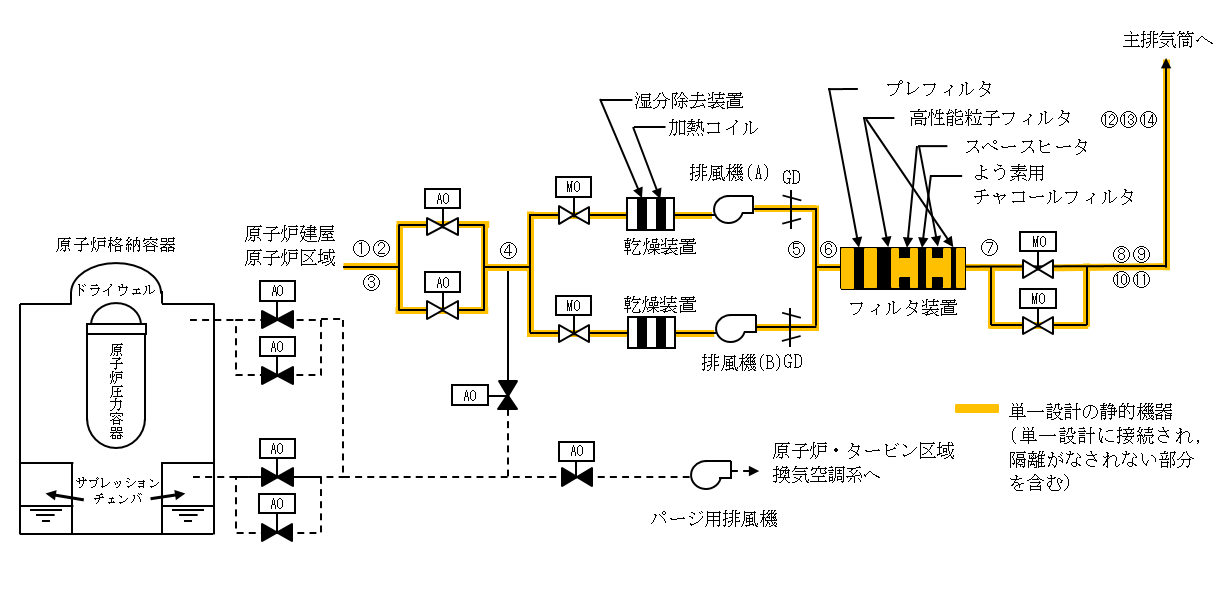 主排気筒へ
プレフィルタ
湿分除去装置
高性能粒子フィルタ
⑫⑬⑭
加熱コイル
スペースヒータ
よう素用
チャコールフィルタ
排風機(A)
GD
MO
AO
原子炉建屋
原子炉区域
①②
③
④
乾燥装置
⑤
⑥
⑦
MO
⑧⑨
⑩⑪
原子炉格納容器
ドライウェル
AO
AO
AO
MO
乾燥装置
フィルタ装置
MO
原子炉圧力容器
排風機(B)
GD
AO
単一設計の静的機器
(単一設計に接続され,
隔離がなされない部分
を含む)
AO
AO
原子炉・タービン区域
換気空調系へ
サプレッション
チェンバ
AO
パージ用排風機